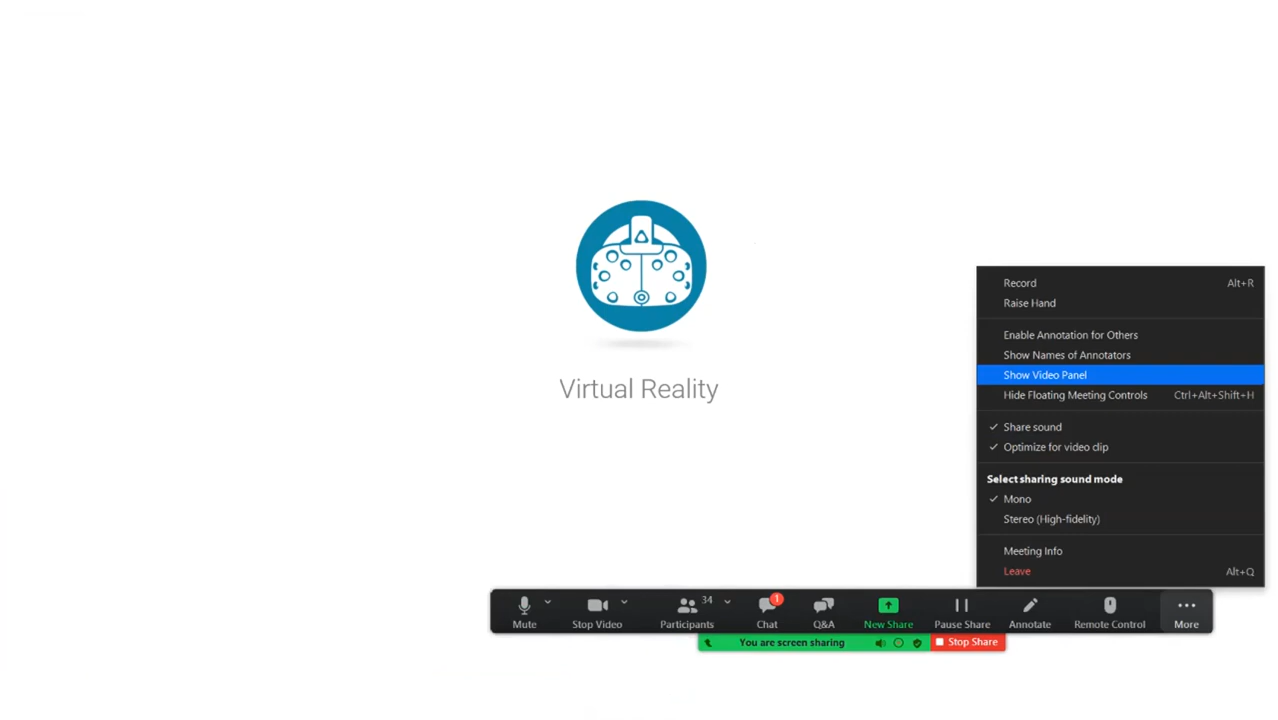 Virtual Reality
Record Alt+R
Raise Hand
Enable Annotation for Others
Show Names of Annotators
Show Video Panel
Hide Floating Meeting Controls Ctrl+Alt+Shift+H
Share sound
Optimize for video clip
Select sharing sound mode
Mono
Stereo (High-fidelity)
Meeting Info
Leave Alt+Q
34 1
Mute Stop Video Participants Chat Q&A New Share Pause Share Annotate Remote Control More
You are screen sharing Stop Share